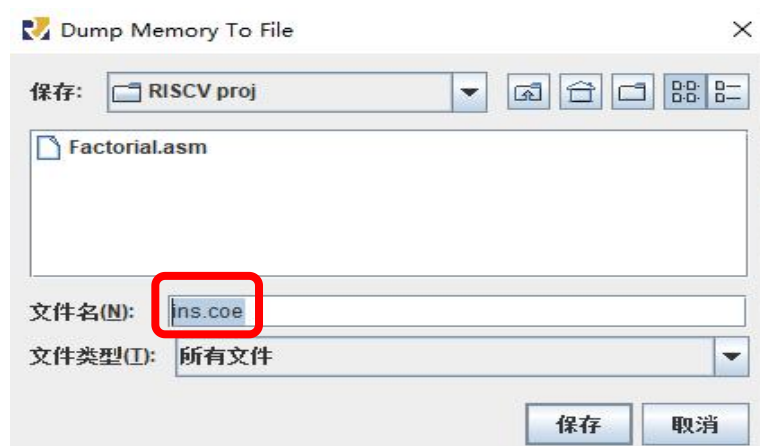 Dump Memory To File
保存: RISCV proj
Factorial.asm
文件名(N): ins.coe
文件类型(T): 所有文件
保存 取消